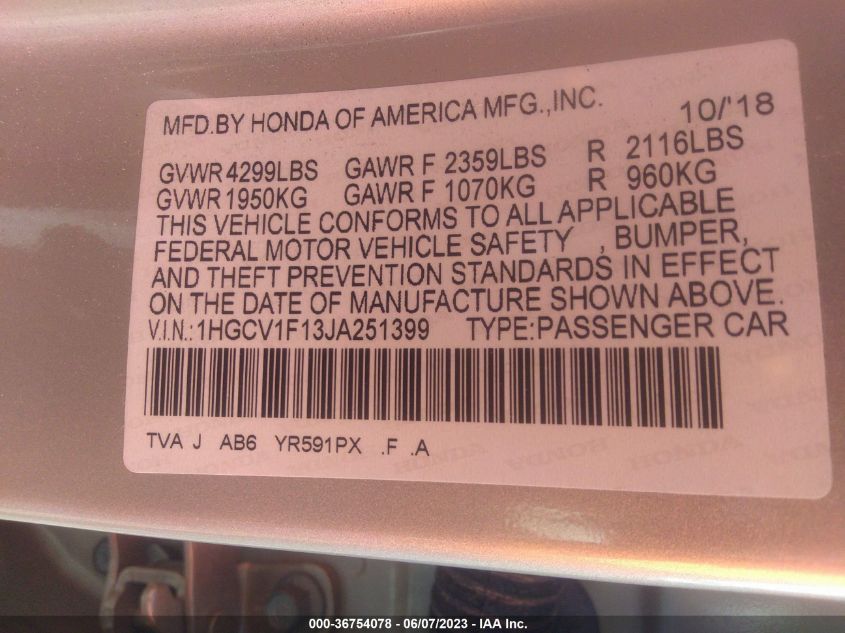 MFD.BY HONDA OF AMERICA MFG.,INC. 10/'18
GVWR 4299LBS GAWR F 2359LBS R 2116LBS
GVWR 1950KG GAWR F 1070KG R 960KG
THIS VEHICLE CONFORMS TO ALL APPLICABLE
FEDERAL MOTOR VEHICLE SAFETY , BUMPER,
AND THEFT PREVENTION STANDARDS IN EFFECT
ON THE DATE OF MANUFACTURE SHOWN ABOVE.
V.I.N.: 1HGCV1F13JA251399 TYPE:PASSENGER CAR
TVA J AB6 YR591PX .F .A
000-36754078 - 06/07/2023 - IAA Inc.